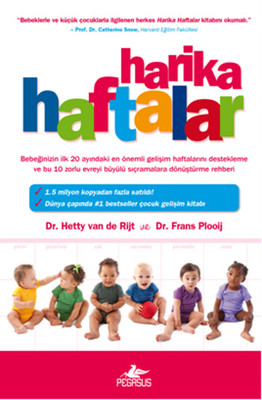 "Bebeklerle ve küçük çocuklarla ilgilenen herkes Harika Haftalar kitabını okumalı."
– Prof. Dr. Catherine Snow, Harvard Eğitim Fakültesi
harika
haftalar
Bebeğinizin ilk 20 ayındaki en önemli gelişim haftalarını destekleme
ve bu 10 zorlu evreyi büyülü sıçramalara dönüştürme rehberi
✓ 1.5 milyon kopyadan fazla satıldı!
✓ Dünya çapında #1 bestseller çocuk gelişim kitabı
Dr. Hetty van de Rijt ve Dr. Frans Plooij
PEGASUS